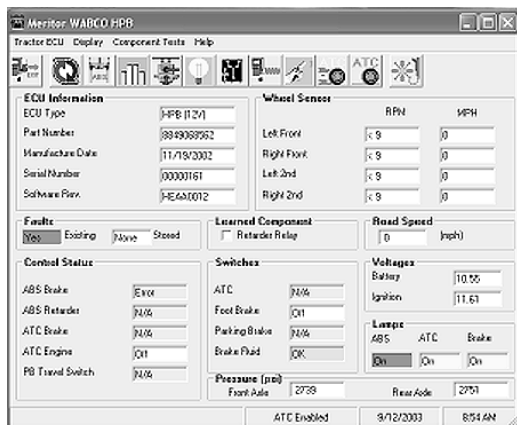 Meritor WABCO HPB
Tractor ECU Display Component Tests Help
ATC ATC
ECU Information
ECU Type HPB (12V)
Part Number 8849068562
Manufacture Date 11/19/2002
Serial Number 00000161
Software Rev. HE4A0012
Wheel Sensor
RPM MPH
Left Front < 9 0
Right Front < 9 0
Left 2nd < 9 0
Right 2nd < 9 0
Faults
Yes Existing None Stored
Learned Component
Retarder Relay
Road Speed
0 (mph)
Control Status
ABS Brake Error
ABS Retarder N/A
ATC Brake N/A
ATC Engine Off
PB Travel Switch N/A
Switches
ATC N/A
Foot Brake Off
Parking Brake N/A
Brake Fluid OK
Voltages
Battery 10.55
Ignition 11.61
Lamps
ABS ATC Brake
On On On
Pressure (psi)
Front Axle 2739 Rear Axle 2751
ATC Enabled 9/12/2003 8:54 AM